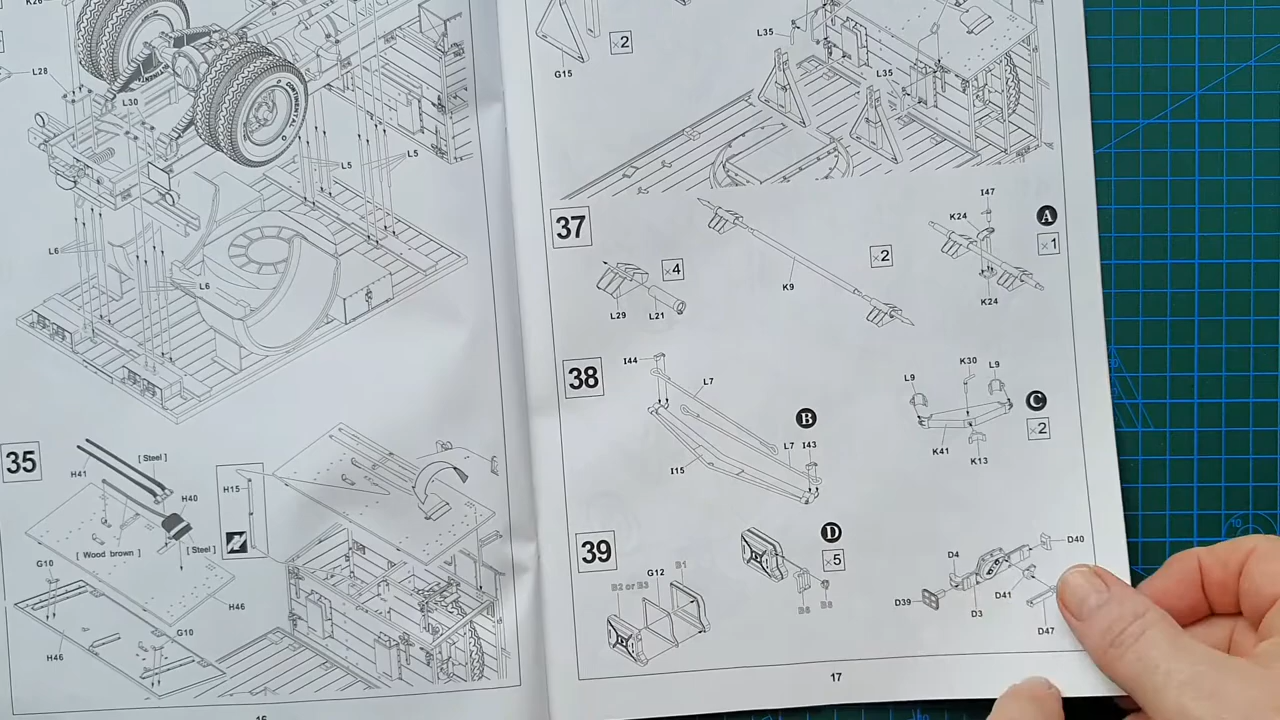 L28
L30
L5
L5
L6
L6
CONTINENTAL
35
H41
[ Steel ]
H40
[ Wood brown ]
[ Steel ]
G10
H46
G10
H46
H15
×2
G15
L35
L35
37
×4
L29
L21
K9
×2
I47
K24
K24
A
×1
38
I44
L7
B
L7
I43
I15
K30
L9
L9
C
×2
K41
K13
39
B2 or B3
G12
B1
D
×5
D4
D40
D39
D3
D41
D47
17
10